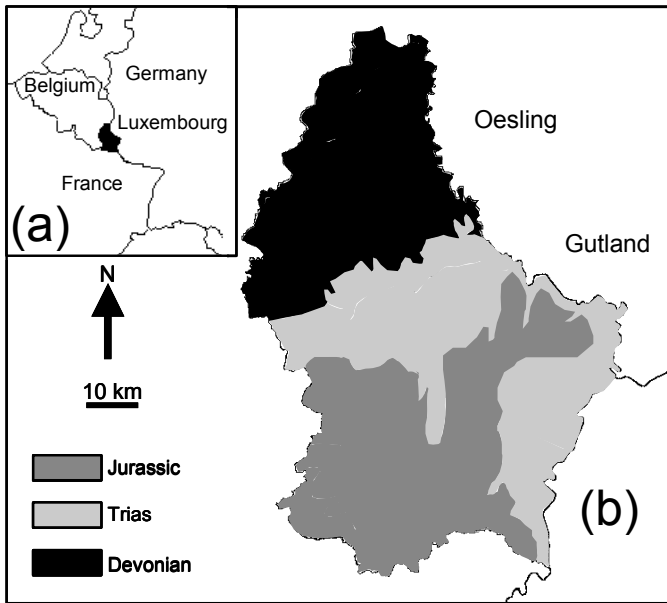 Germany
Belgium
Luxembourg
France
(a)
Oesling
Gutland
N
10 km
Jurassic
Trias
Devonian
(b)